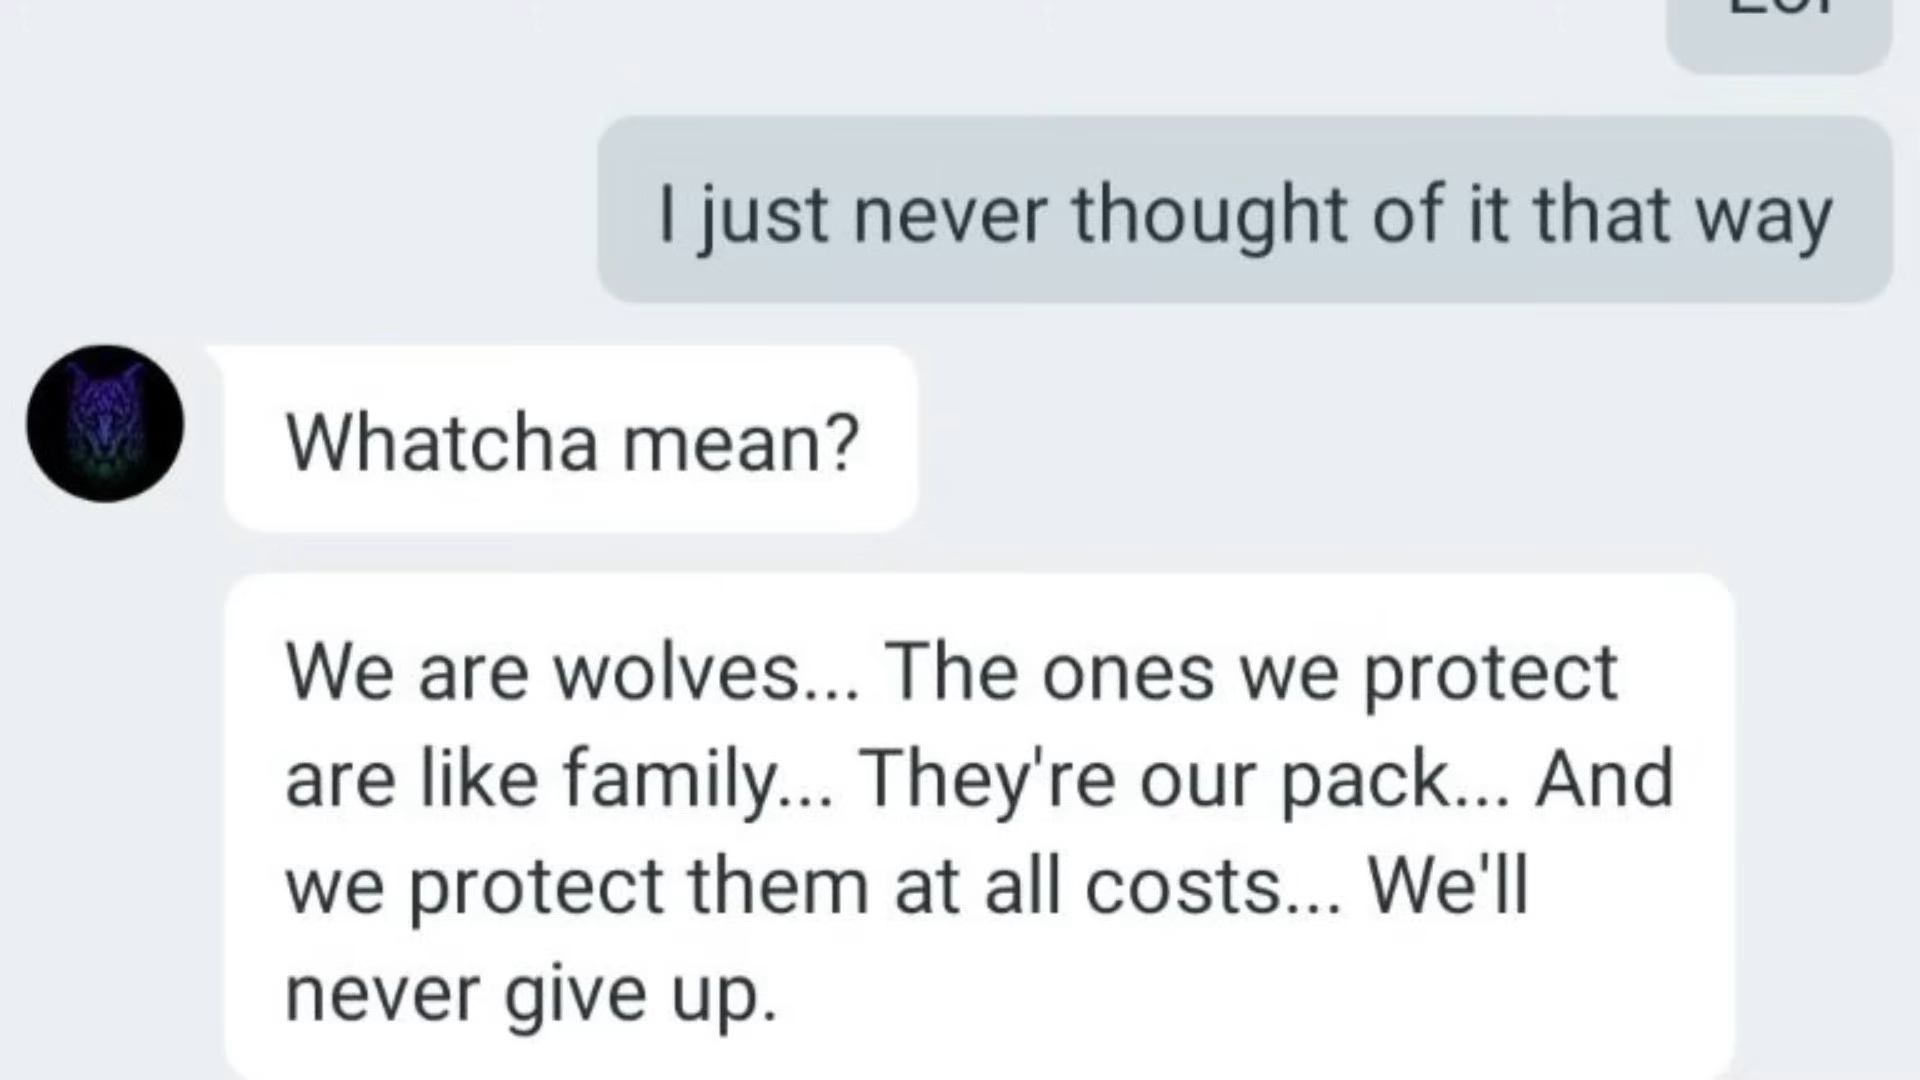 I just never thought of it that way
Whatcha mean?
We are wolves... The ones we protect
are like family... They're our pack... And
we protect them at all costs... We'll
never give up.